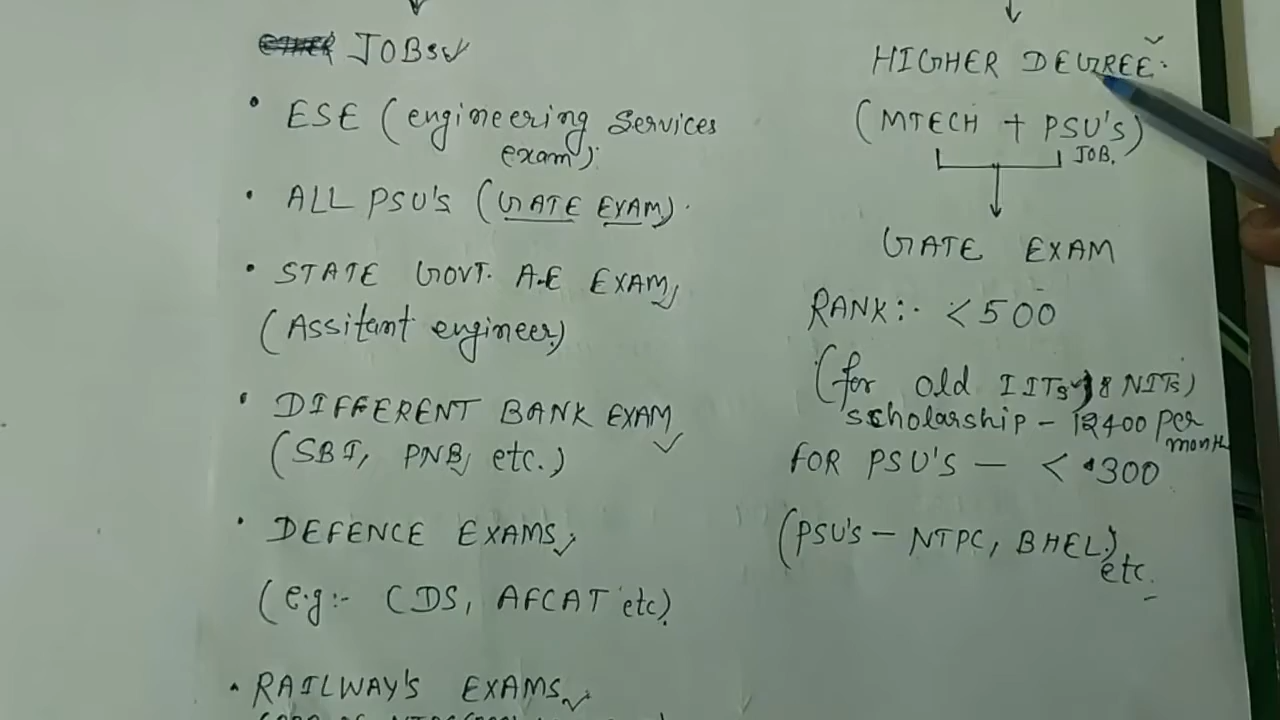 JOBS
• ESE (engineering Services
exam).
• ALL PSU'S (GATE EXAM).
• STATE GOVT. A.E EXAM
(Assitant engineer)
• DIFFERENT BANK EXAM
(SBI, PNB, etc.)
• DEFENCE EXAMS
(e.g:- CDS, AFCAT etc)
• RAILWAY'S EXAMS
HIGHER DEGREE.
(MTECH + PSU'S)
JOB.
GATE EXAM
RANK:- <500
(for old IITs 8 NITs)
scholarship - 12400 per
month
FOR PSU'S — < 300
(PSU'S — NTPC, BHEL)
etc.